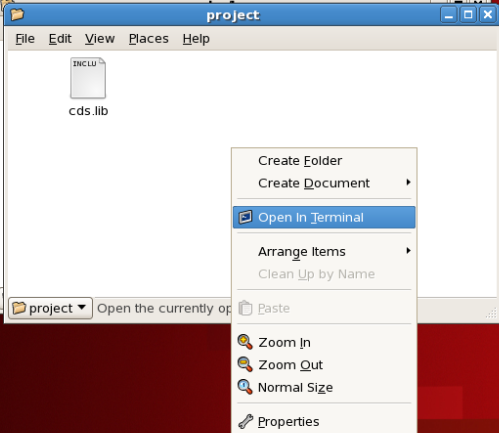 project
File Edit View Places Help
INCLU
cds.lib
Create Folder
Create Document
Open In Terminal
Arrange Items
Clean Up by Name
Paste
Zoom In
Zoom Out
Normal Size
Properties
project Open the currently op